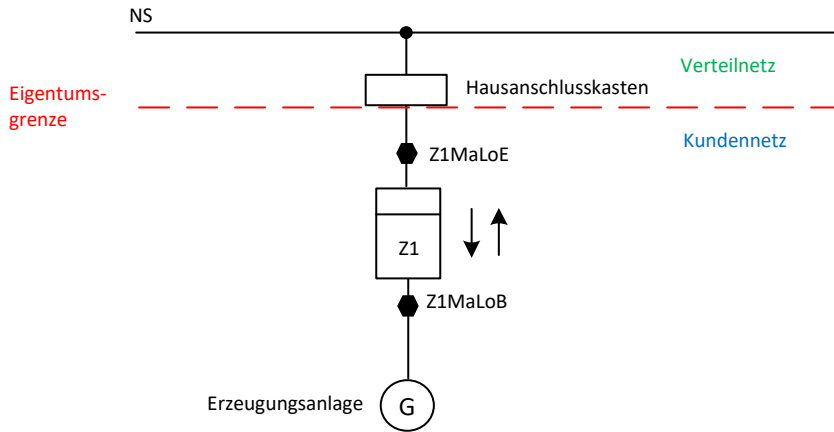 NS
Verteilnetz
Hausanschlusskasten
Eigentums-
grenze
Kundennetz
Z1MaLoE
Z1
Z1MaLoB
Erzeugungsanlage
G